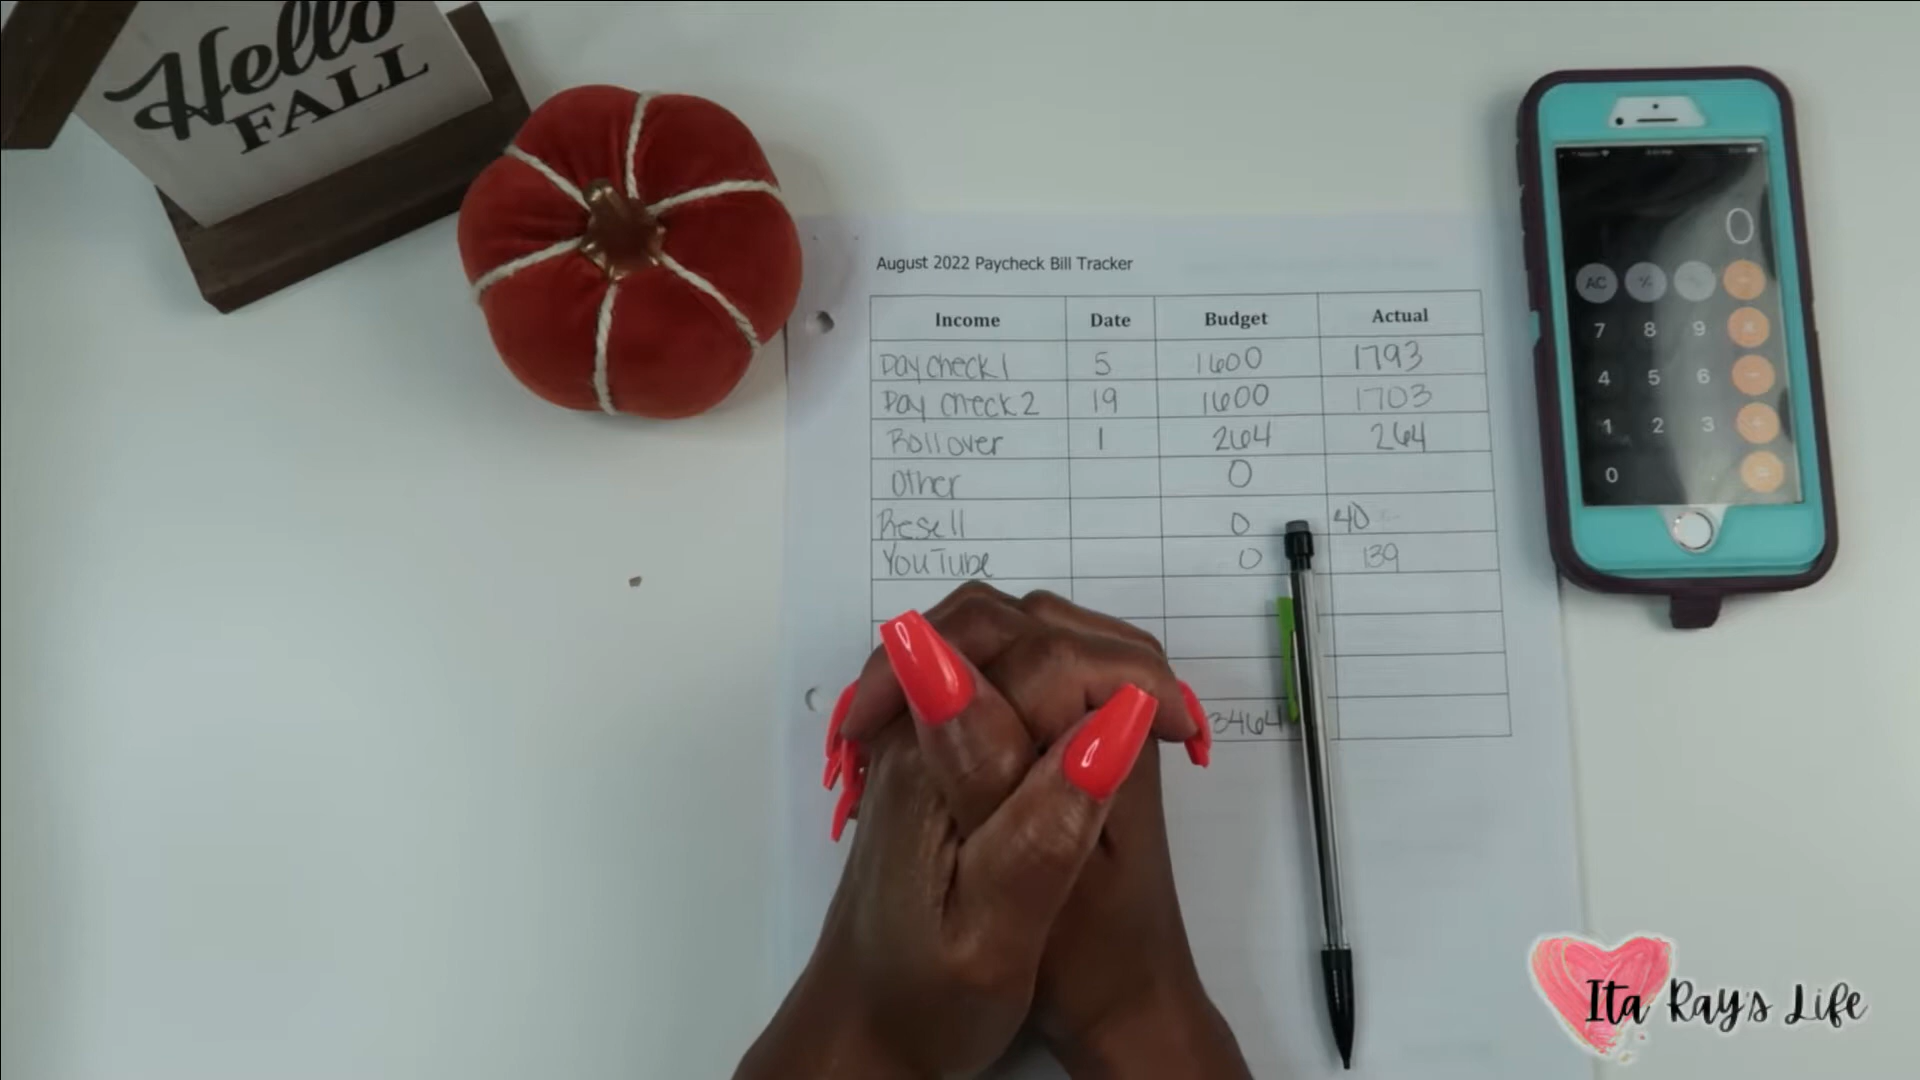 Hello
FALL
August 2022 Paycheck Bill Tracker
Income Date Budget Actual
Paycheck 1 5 1600 1793
Pay check 2 19 1600 1703
Rollover 1 264 264
Other 0
Resell 0 40
YouTube 0 139
3464
0
AC %
7 8 9 ×
4 5 6 −
1 2 3 +
0 . =
Ita Ray's Life